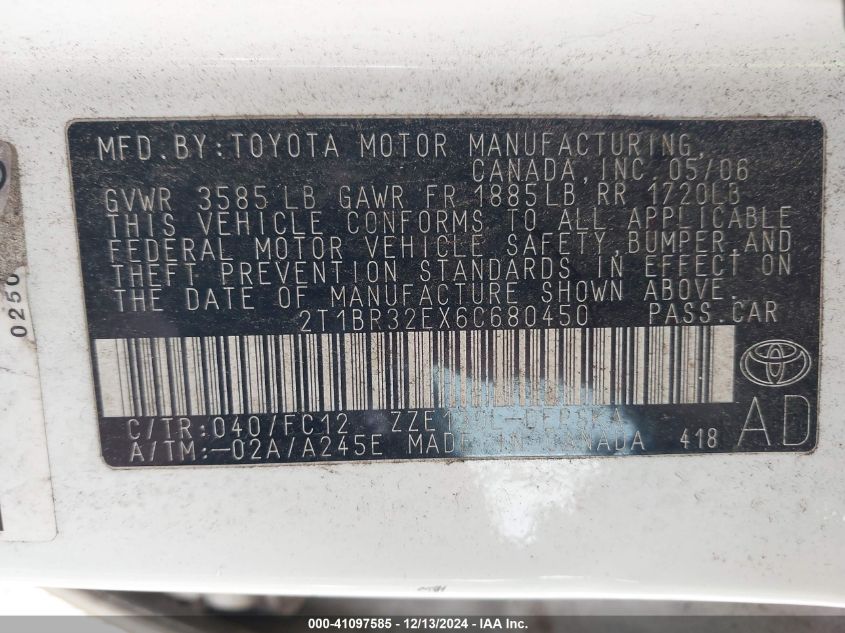 MFD. BY: TOYOTA MOTOR MANUFACTURING,
CANADA, INC. 05/06
GVWR 3585 LB GAWR FR 1885LB RR 1720LB
THIS VEHICLE CONFORMS TO ALL APPLICABLE
FEDERAL MOTOR VEHICLE SAFETY, BUMPER AND
THEFT PREVENTION STANDARDS IN EFFECT ON
THE DATE OF MANUFACTURE SHOWN ABOVE.
2T1BR32EX6C680450 PASS. CAR
C/TR: 040/FC12
A/TM: -02A/A245E MADE IN CANADA 418
AD
000-41097585 - 12/13/2024 - COPYRIGHT IAA, LLC.